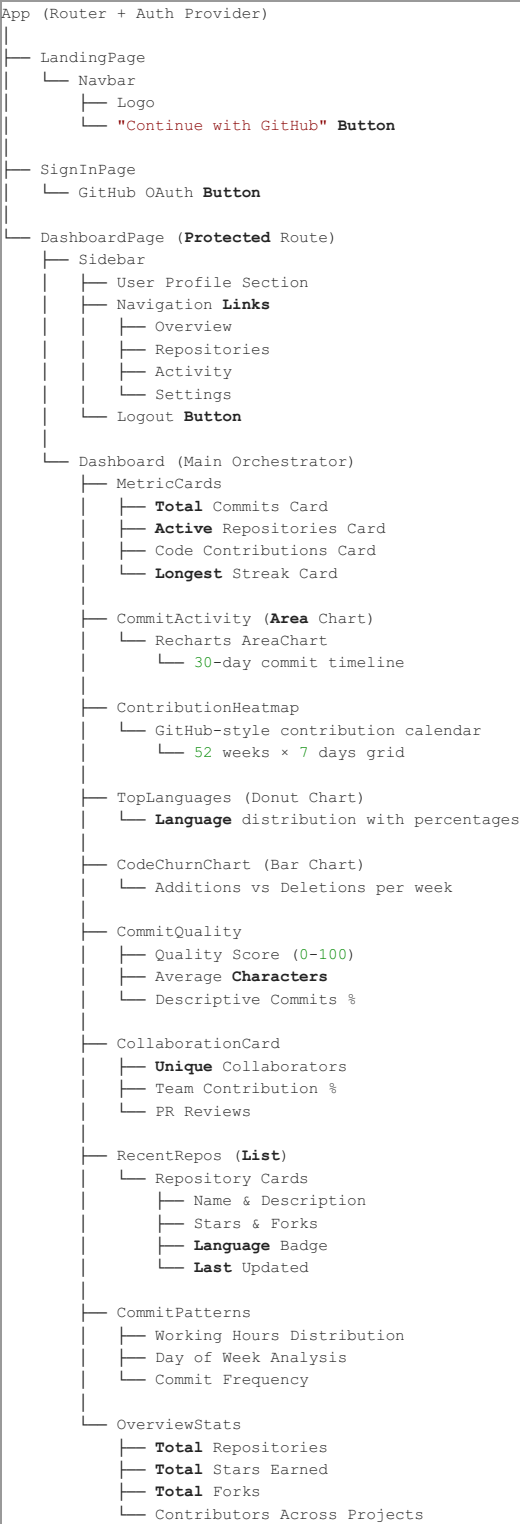 App (Router + Auth Provider)
│
├── LandingPage
│   └── Navbar
│       ├── Logo
│       └── "Continue with GitHub" Button
│
├── SignInPage
│   └── GitHub OAuth Button
│
└── DashboardPage (Protected Route)
    ├── Sidebar
    │   ├── User Profile Section
    │   ├── Navigation Links
    │   │   ├── Overview
    │   │   ├── Repositories
    │   │   ├── Activity
    │   │   └── Settings
    │   └── Logout Button
    │
    └── Dashboard (Main Orchestrator)
        ├── MetricCards
        │   ├── Total Commits Card
        │   ├── Active Repositories Card
        │   ├── Code Contributions Card
        │   └── Longest Streak Card
        │
        ├── CommitActivity (Area Chart)
        │   └── Recharts AreaChart
        │       └── 30-day commit timeline
        │
        ├── ContributionHeatmap
        │   └── GitHub-style contribution calendar
        │       └── 52 weeks × 7 days grid
        │
        ├── TopLanguages (Donut Chart)
        │   └── Language distribution with percentages
        │
        ├── CodeChurnChart (Bar Chart)
        │   └── Additions vs Deletions per week
        │
        ├── CommitQuality
        │   ├── Quality Score (0-100)
        │   ├── Average Characters
        │   └── Descriptive Commits %
        │
        ├── CollaborationCard
        │   ├── Unique Collaborators
        │   ├── Team Contribution %
        │   └── PR Reviews
        │
        ├── RecentRepos (List)
        │   └── Repository Cards
        │       ├── Name & Description
        │       ├── Stars & Forks
        │       ├── Language Badge
        │       └── Last Updated
        │
        ├── CommitPatterns
        │   ├── Working Hours Distribution
        │   ├── Day of Week Analysis
        │   └── Commit Frequency
        │
        └── OverviewStats
            ├── Total Repositories
            ├── Total Stars Earned
            ├── Total Forks
            └── Contributors Across Projects